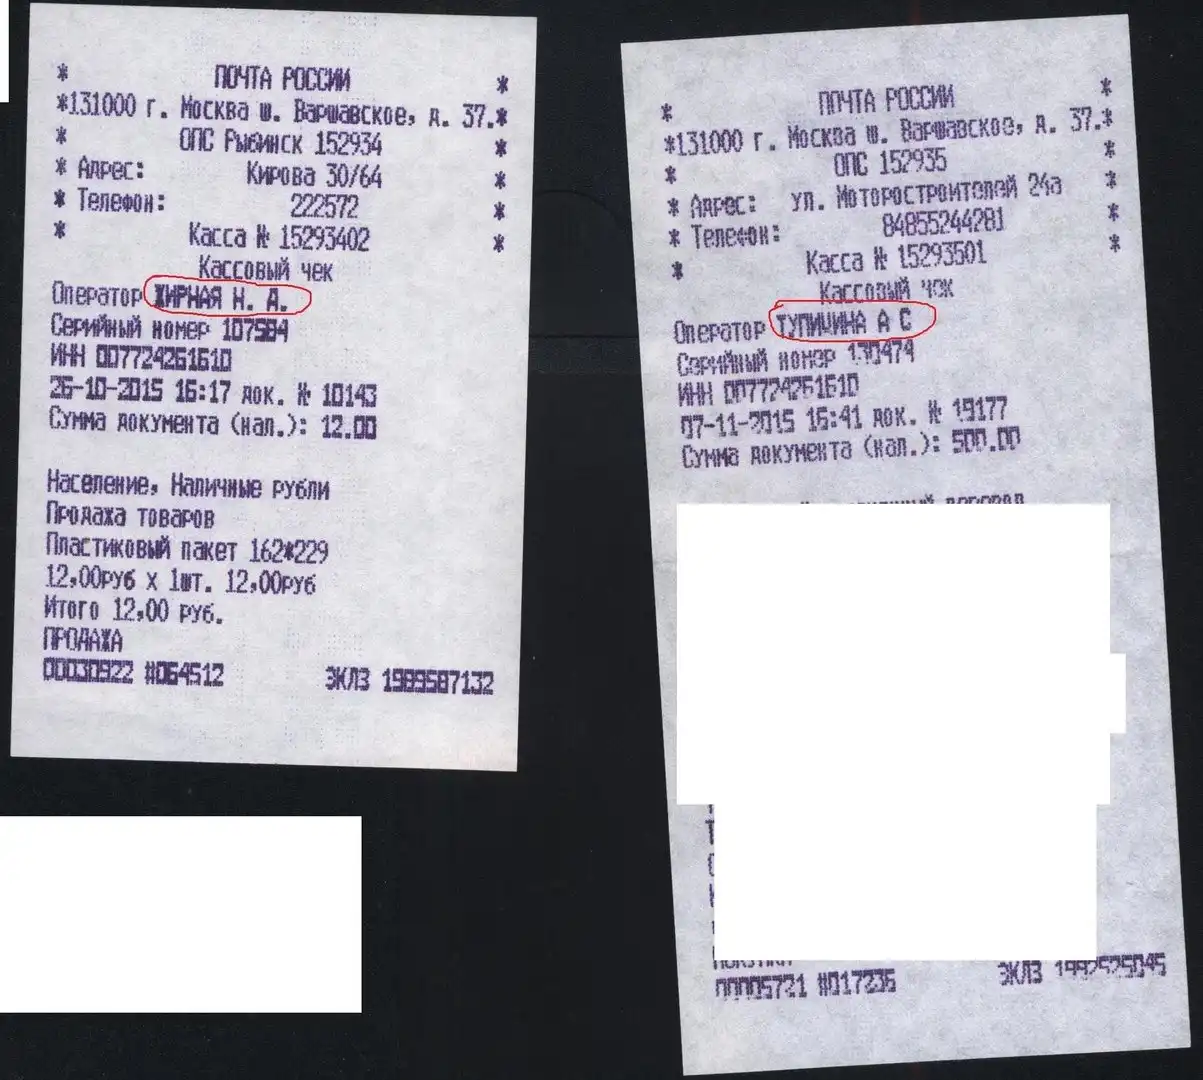 * ПОЧТА РОССИИ *
*131000 г. Москва ш. Варшавское, д. 37.*
* ОПС Рыбинск 152934 *
* Адрес: Кирова 30/64 *
* Телефон: 222572 *
* Касса № 15293402 *
Кассовый чек
Оператор ЖИРНАЯ Н. А.
Серийный номер 107584
ИНН 007724261610
26-10-2015 16:17 док. № 10143
Сумма документа (нал.): 12.00
Население, Наличные рубли
Продажа товаров
Пластиковый пакет 162*229
12,00руб х 1шт. 12,00руб
Итого 12,00 руб.
ПРОДАЖА
00030922 #064512 ЭКЛЗ 1989587132
* ПОЧТА РОССИИ *
*131000 г. Москва ш. Варшавское, д. 37.*
* ОПС 152935 *
* Адрес: ул. Моторостроителей 24а *
* Телефон: 84855244281 *
* Касса № 15293501 *
Кассовый чек
Оператор ТУПИЦИНА А С
Серийный номер 130474
ИНН 007724261610
07-11-2015 16:41 док. № 19177
Сумма документа (нал.): 500.00
перевод
ПОКУПКА
00005721 #017236 ЭКЛЗ 1992525045